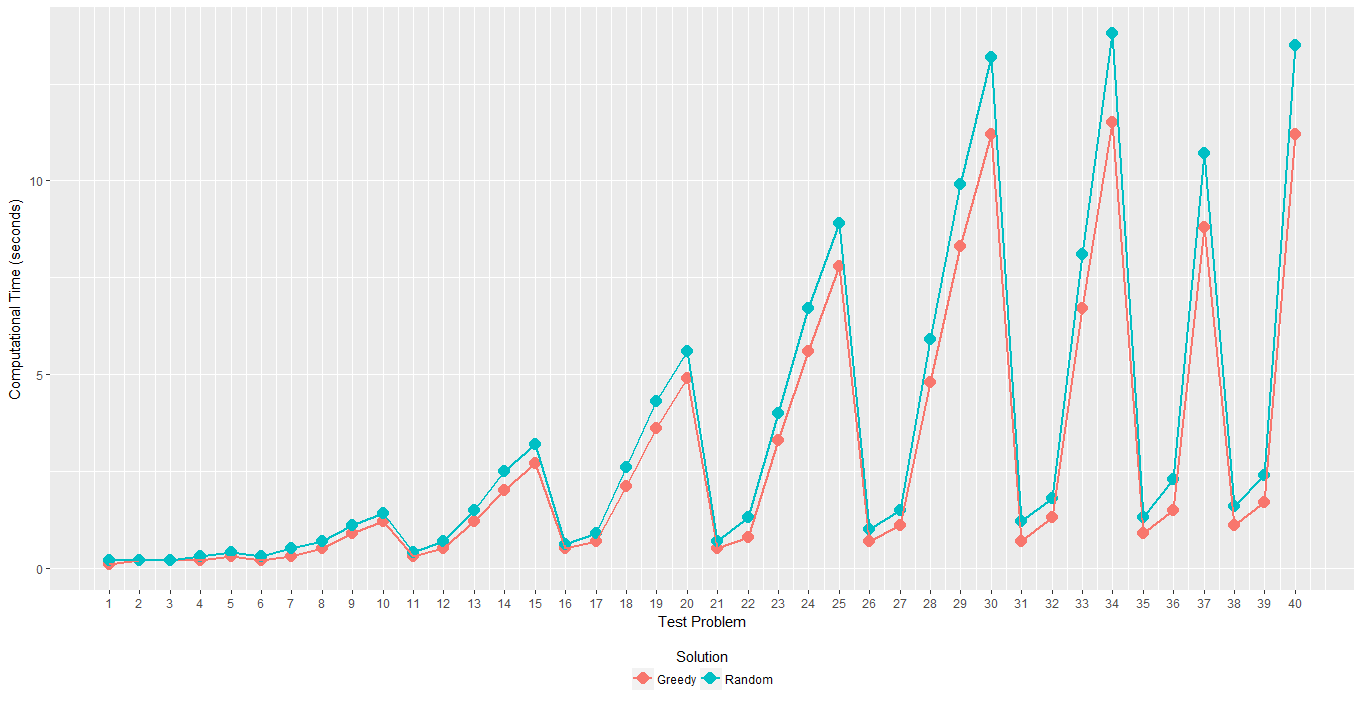 Computational Time (seconds)
10
5
0
1 2 3 4 5 6 7 8 9 10 11 12 13 14 15 16 17 18 19 20 21 22 23 24 25 26 27 28 29 30 31 32 33 34 35 36 37 38 39 40
Test Problem
Solution
Greedy Random